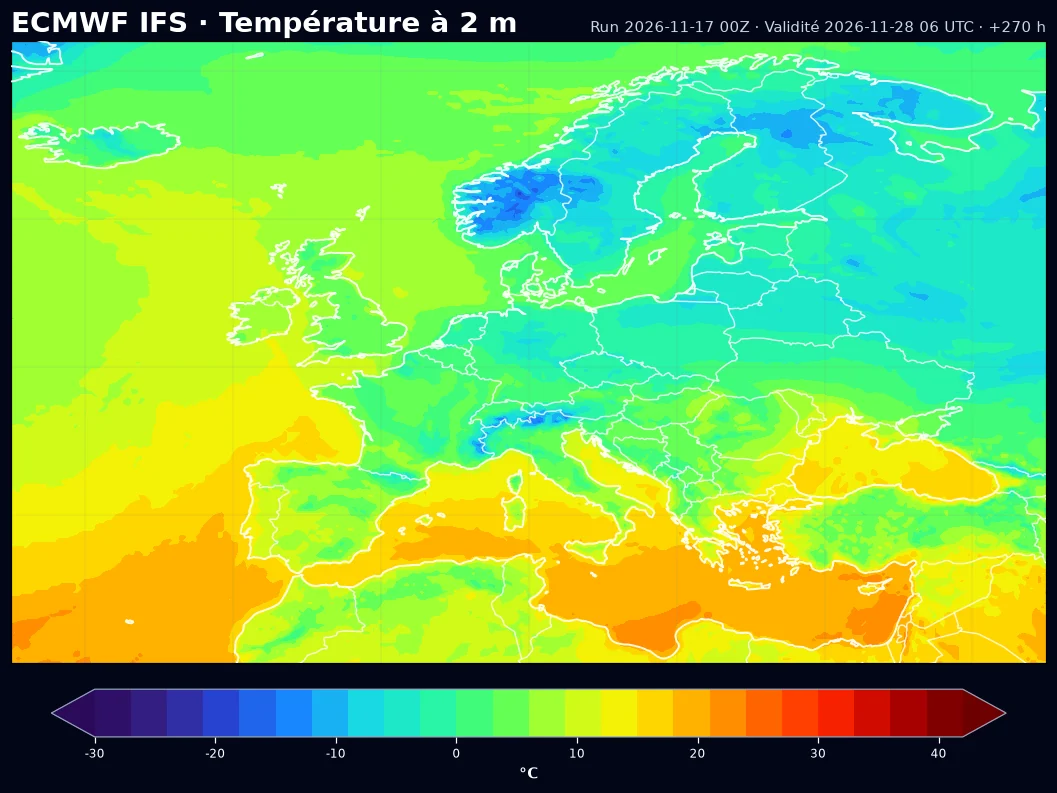 ECMWF IFS · Température à 2 m
Run 2026-11-17 00Z · Validité 2026-11-28 06 UTC · +270 h
-30 -20 -10 0 10 20 30 40
°C